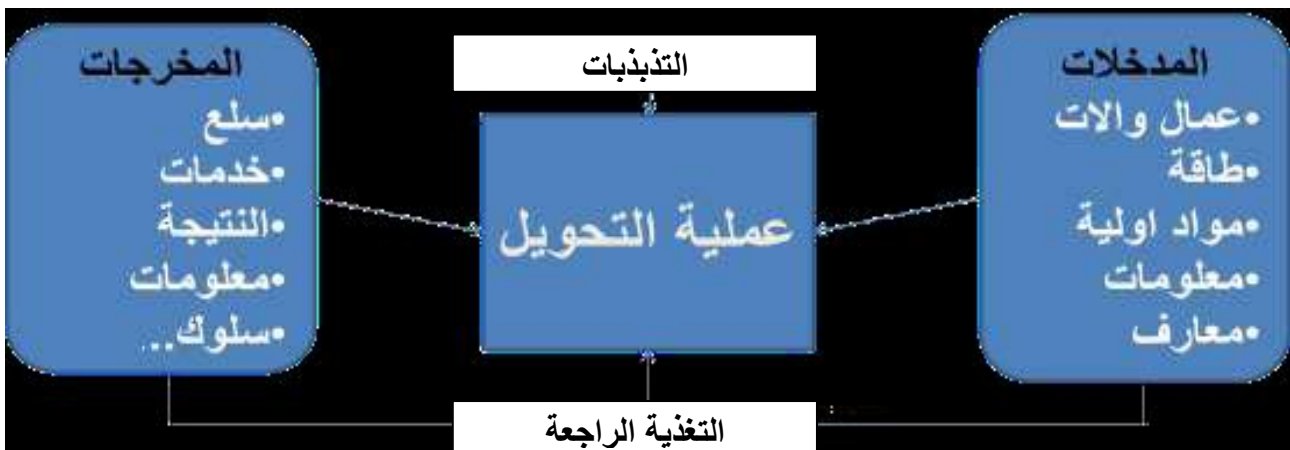 المدخلات
•عمال والات
•طاقة
•مواد اولية
•معلومات
•معارف
التذبذبات
عملية التحويل
التغذية الراجعة
المخرجات
•سلع
•خدمات
•النتيجة
•معلومات
•سلوك...